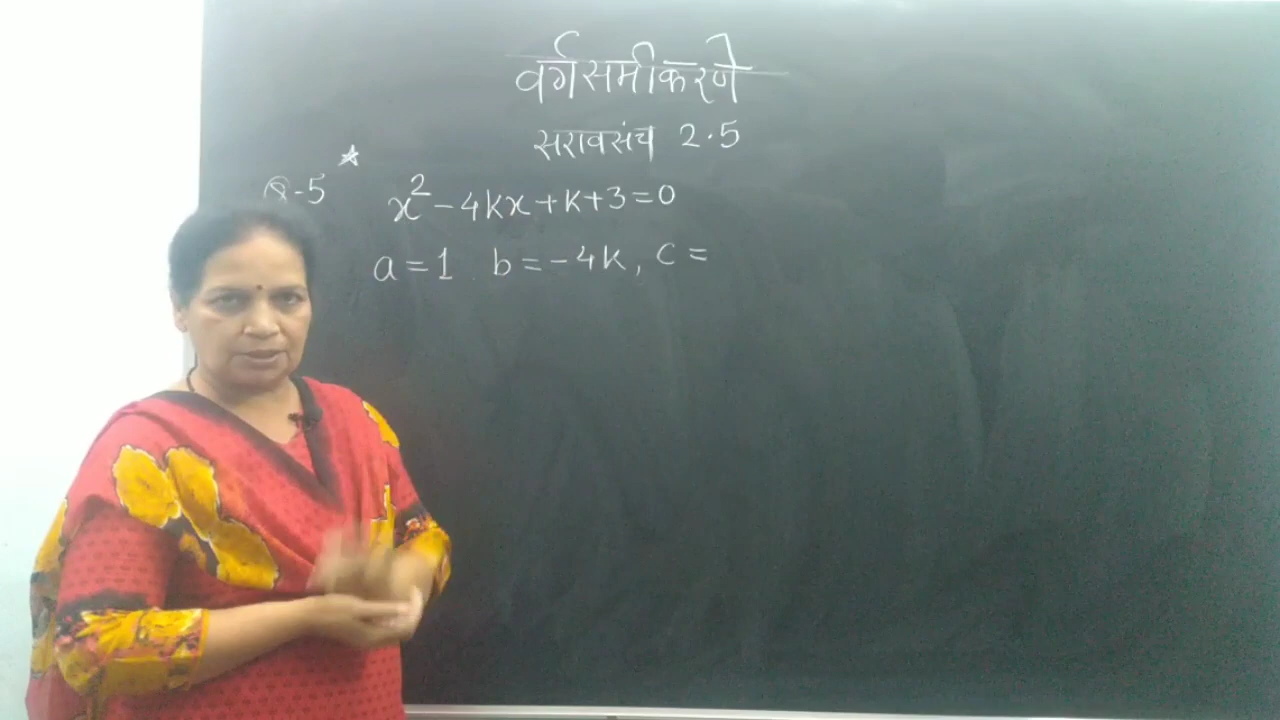 वर्गसमीकरणे
सरावसंच 2.5
Q-5 * x²-4kx+k+3=0
a=1 b=-4k, c=